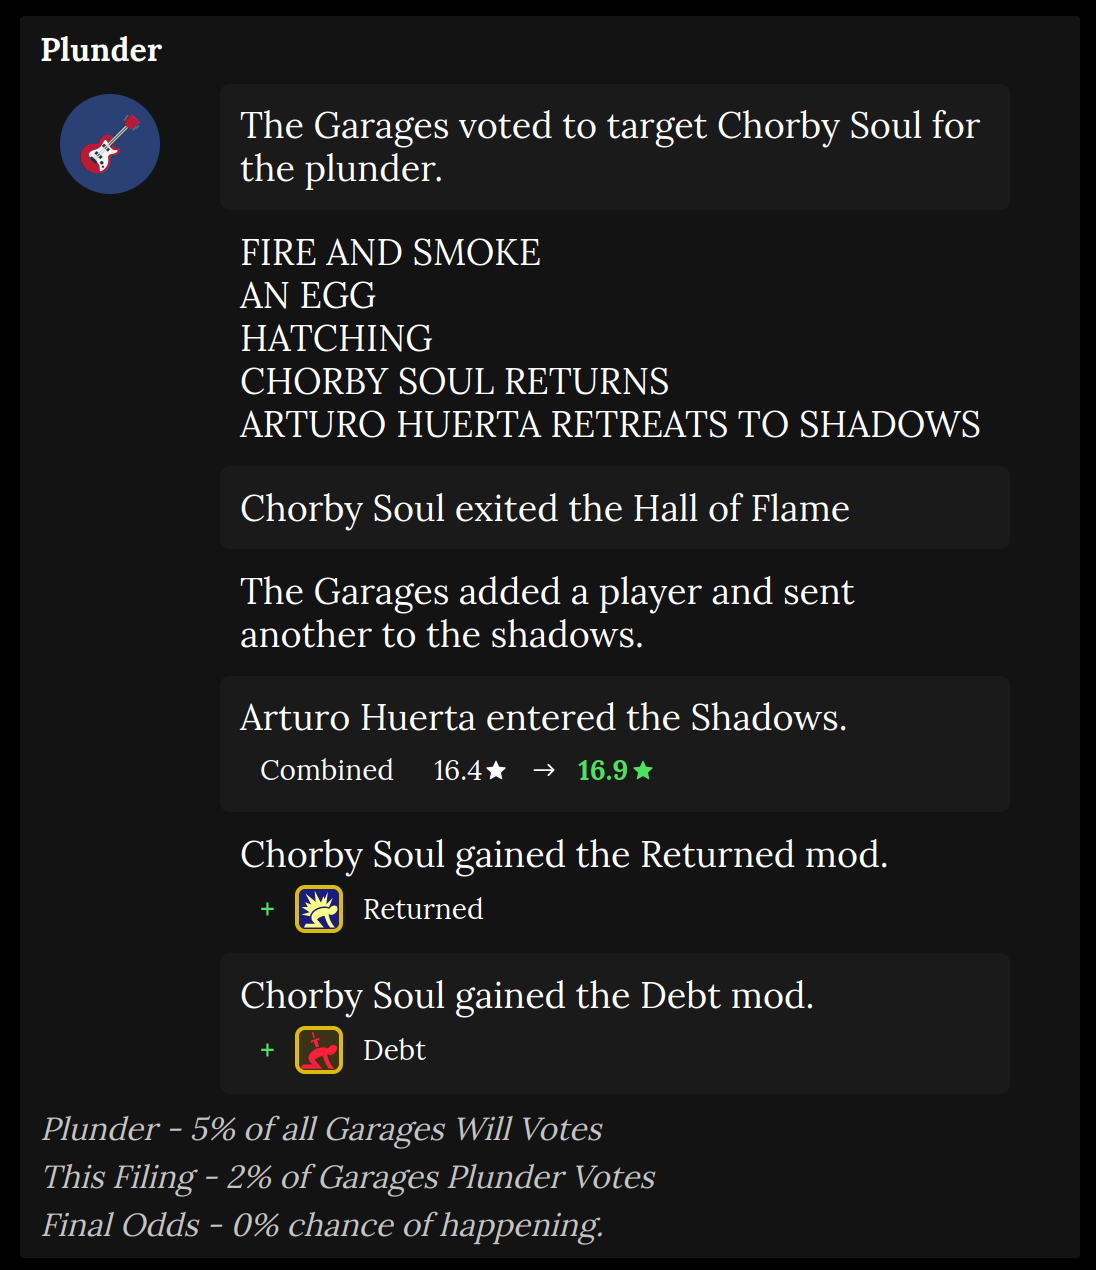 Plunder
The Garages voted to target Chorby Soul for
the plunder.
FIRE AND SMOKE
AN EGG
HATCHING
CHORBY SOUL RETURNS
ARTURO HUERTA RETREATS TO SHADOWS
Chorby Soul exited the Hall of Flame
The Garages added a player and sent
another to the shadows.
Arturo Huerta entered the Shadows.
Combined 16.4★ → 16.9★
Chorby Soul gained the Returned mod.
+ Returned
Chorby Soul gained the Debt mod.
+ Debt
Plunder - 5% of all Garages Will Votes
This Filing - 2% of Garages Plunder Votes
Final Odds - 0% chance of happening.